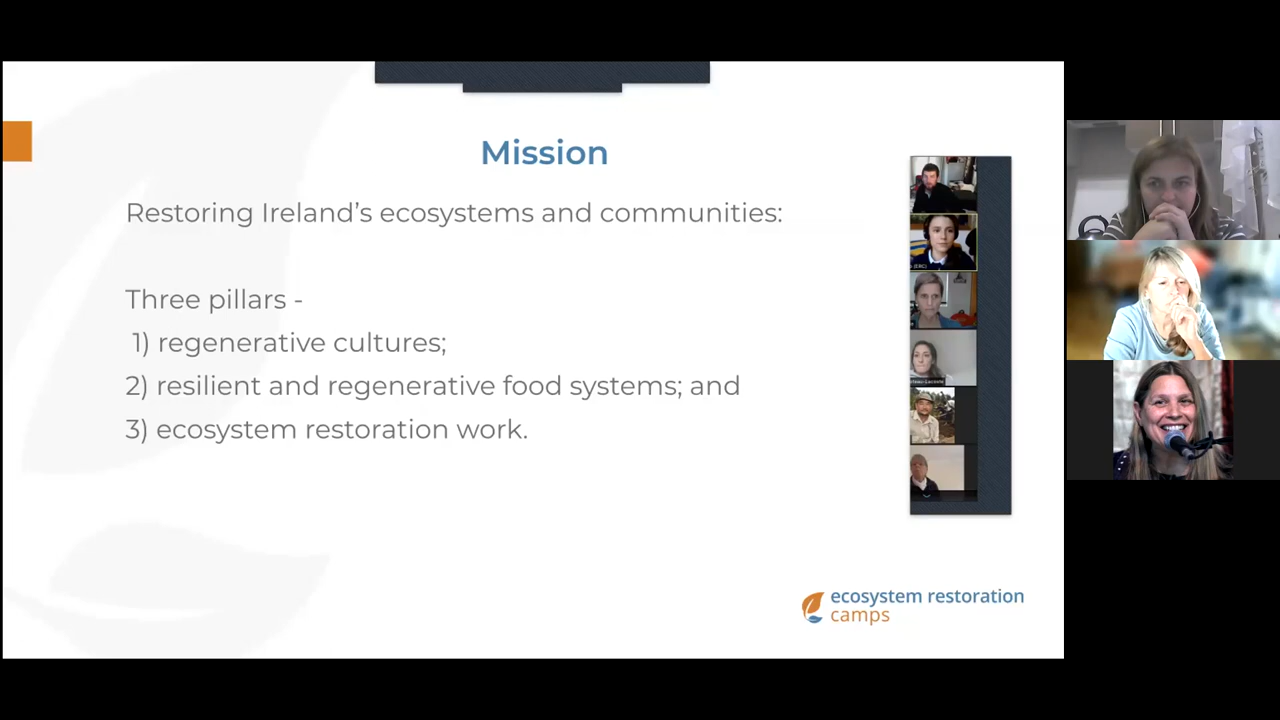 Mission
Restoring Ireland's ecosystems and communities:
Three pillars -
1) regenerative cultures;
2) resilient and regenerative food systems; and
3) ecosystem restoration work.
(ERC)
ecosystem restoration
camps